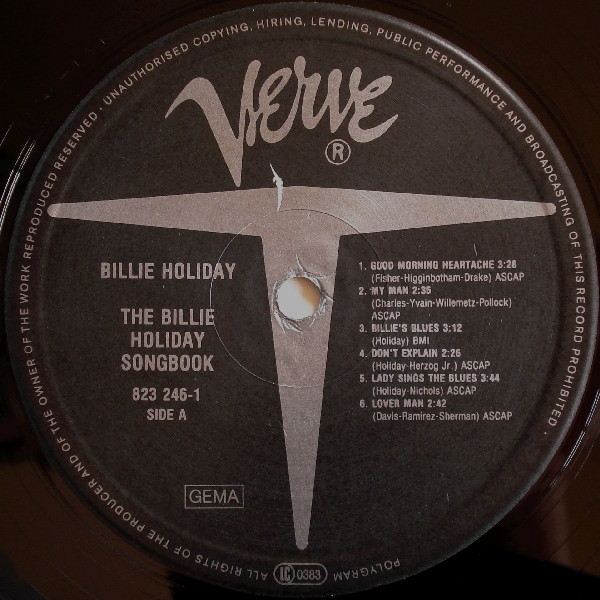 UNAUTHORISED COPYING, HIRING, LENDING, PUBLIC PERFORMANCE AND BROADCASTING OF THIS RECORD PROHIBITED.
Verve
®
BILLIE HOLIDAY
THE BILLIE
HOLIDAY
SONGBOOK
823 246-1
SIDE A
1. GOOD MORNING HEARTACHE 3:28
(Fisher-Higginbotham-Drake) ASCAP
2. MY MAN 2:35
(Charles-Yvain-Willemetz-Pollock)
ASCAP
3. BILLIE'S BLUES 3:12
(Holiday) BMI
4. DON'T EXPLAIN 2:25
(Holiday-Herzog Jr.) ASCAP
5. LADY SINGS THE BLUES 3:44
(Holiday-Nichols) ASCAP
6. LOVER MAN 2:42
(Davis-Ramirez-Sherman) ASCAP
GEMA
POLYGRAM
LC 0383
ALL RIGHTS OF THE PRODUCER AND OF THE OWNER OF THE WORK REPRODUCED RESERVED ·